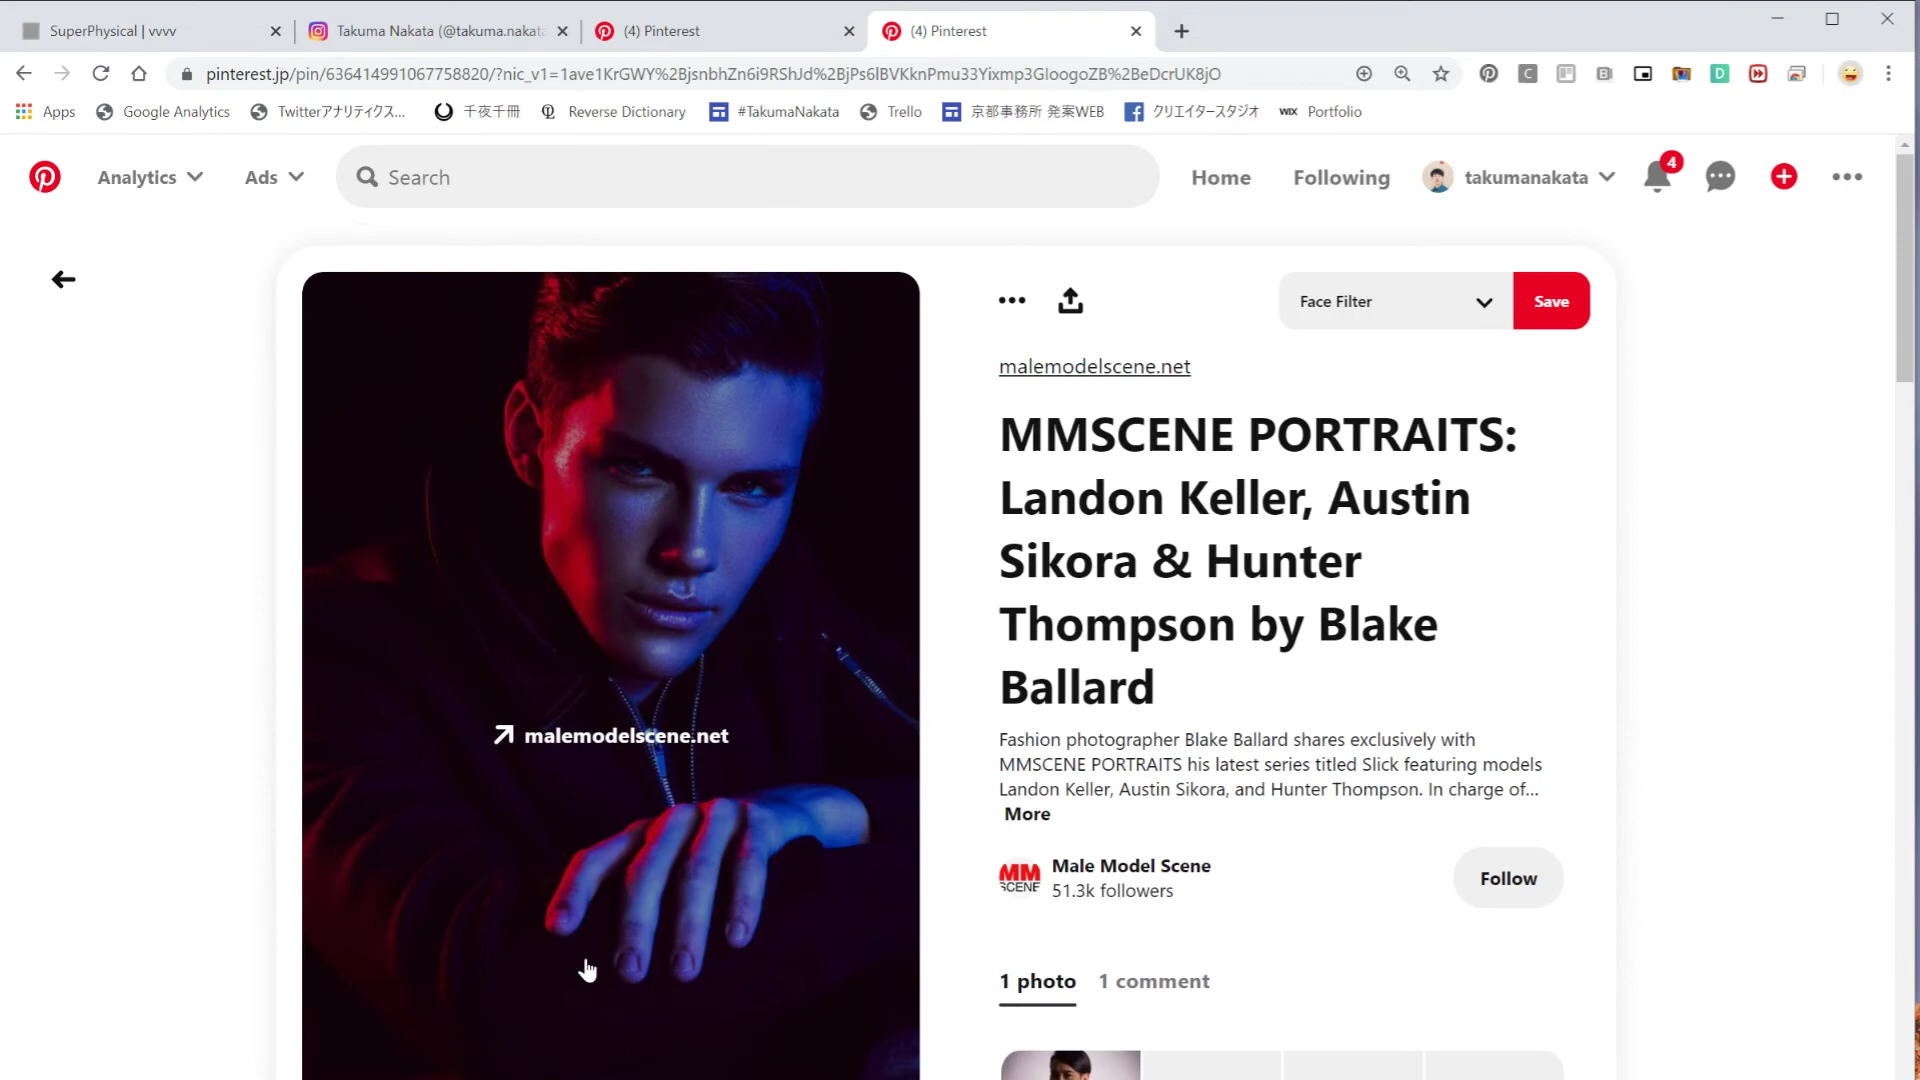 SuperPhysical | vvvv
Takuma Nakata (@takuma.nakat
(4) Pinterest
(4) Pinterest
pinterest.jp/pin/636414991067758820/?nic_v1=1ave1KrGWY%2BjsnbhZn6i9RShJd%2BjPs6lBVKknPmu33Yixmp3GIoogoZB%2BeDcrUK8jO
Apps
Google Analytics
Twitterアナリティクス...
千夜千冊
Reverse Dictionary
#TakumaNakata
Trello
京都事務所 発案WEB
クリエイタースタジオ
WIX Portfolio
Analytics
Ads
Search
Home
Following
takumanakata
4
Face Filter
Save
malemodelscene.net
MMSCENE PORTRAITS:
Landon Keller, Austin
Sikora & Hunter
Thompson by Blake
Ballard
malemodelscene.net
Fashion photographer Blake Ballard shares exclusively with
MMSCENE PORTRAITS his latest series titled Slick featuring models
Landon Keller, Austin Sikora, and Hunter Thompson. In charge of...
More
MM
SCENE
Male Model Scene
51.3k followers
Follow
1 photo
1 comment